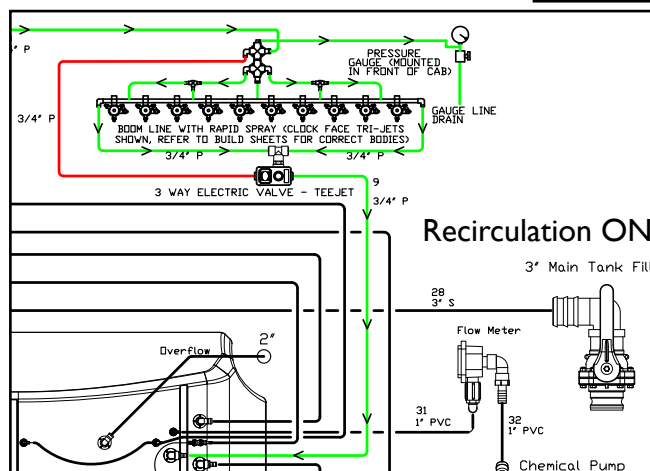 " P
PRESSURE
GAUGE (MOUNTED
IN FRONT OF CAB)
3/4" P
GAUGE LINE
DRAIN
BOOM LINE WITH RAPID SPRAY (CLOCK FACE TRI-JETS
SHOWN, REFER TO BUILD SHEETS FOR CORRECT BODIES)
3/4" P
3/4" P
3 WAY ELECTRIC VALVE - TEEJET
9
3/4" P
Recirculation ON
3" Main Tank Fill
28
3" S
Flow Meter
2"
Overflow
31
1" PVC
32
1" PVC
Chemical Pump